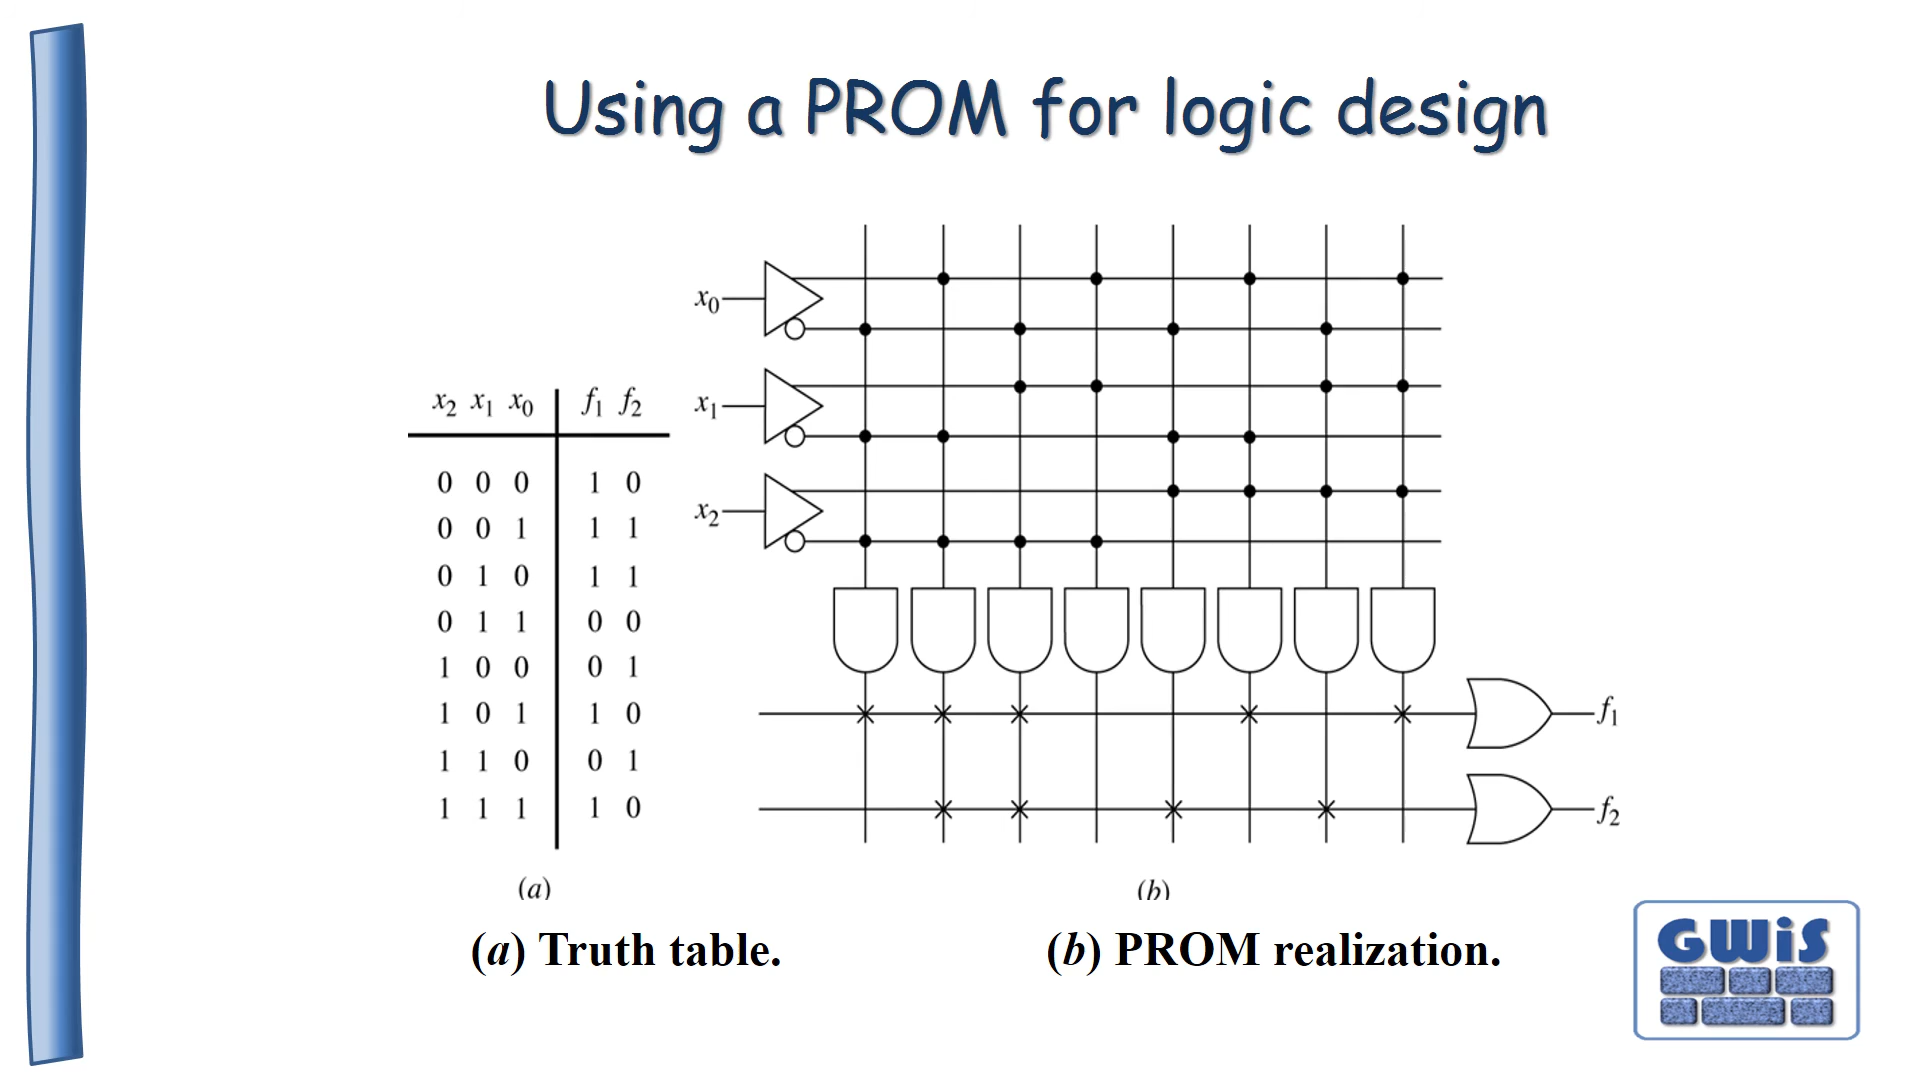 Using a PROM for logic design
x₂ x₁ x₀ f₁ f₂
0 0 0 1 0
0 0 1 1 1
0 1 0 1 1
0 1 1 0 0
1 0 0 0 1
1 0 1 1 0
1 1 0 0 1
1 1 1 1 0
(a)
x₀
x₁
x₂
f₁
f₂
(b)
(a) Truth table.
(b) PROM realization.
GWiS